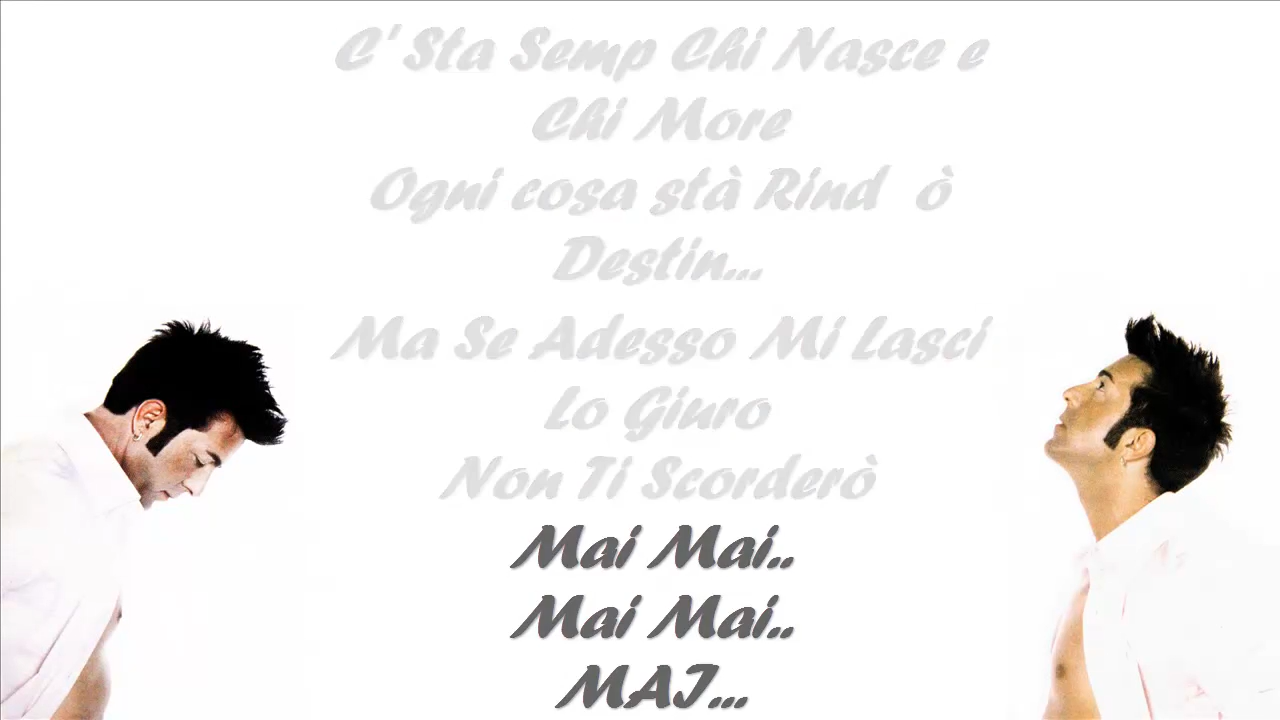 C' Sta Semp Chi Nasce e
Chi More
Ogni cosa stà Rind ò
Destin...
Ma Se Adesso Mi Lasci
Lo Giuro
Non Ti Scorderò
Mai Mai..
Mai Mai..
MAI...